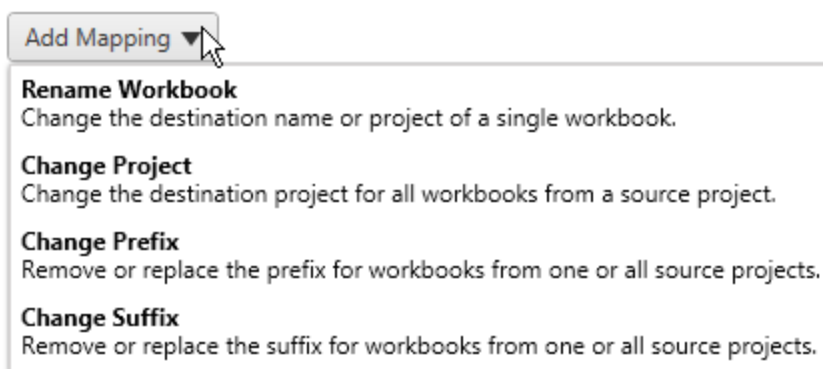 Add Mapping
Rename Workbook
Change the destination name or project of a single workbook.
Change Project
Change the destination project for all workbooks from a source project.
Change Prefix
Remove or replace the prefix for workbooks from one or all source projects.
Change Suffix
Remove or replace the suffix for workbooks from one or all source projects.